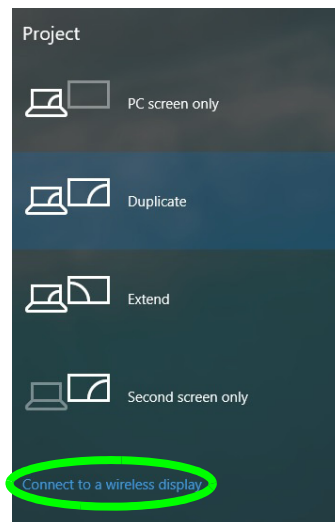 Project
PC screen only
Duplicate
Extend
Second screen only
Connect to a wireless display